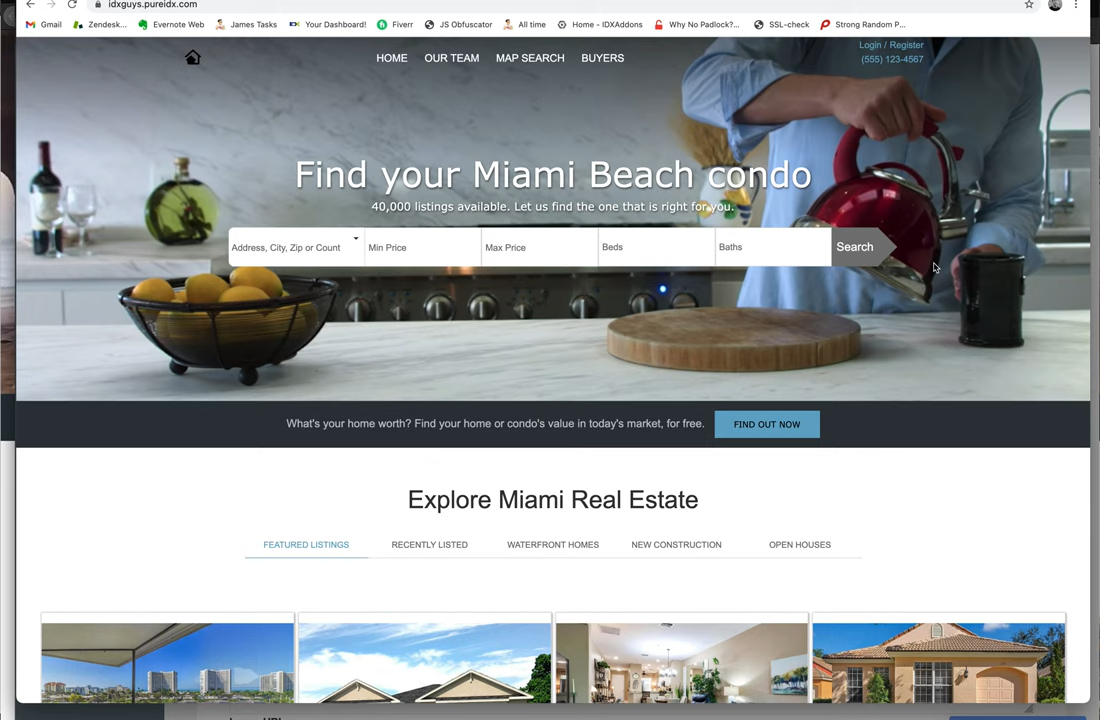 idxguys.pureidx.com
Gmail
Zendesk...
Evernote Web
James Tasks
Your Dashboard!
Fiverr
JS Obfuscator
All time
Home - IDXAddons
Why No Padlock?...
SSL-check
Strong Random P...
HOME
OUR TEAM
MAP SEARCH
BUYERS
Login / Register
(555) 123-4567
Find your Miami Beach condo
40,000 listings available. Let us find the one that is right for you.
Address, City, Zip or Count
Min Price
Max Price
Beds
Baths
Search
What's your home worth? Find your home or condo's value in today's market, for free.
FIND OUT NOW
Explore Miami Real Estate
FEATURED LISTINGS
RECENTLY LISTED
WATERFRONT HOMES
NEW CONSTRUCTION
OPEN HOUSES